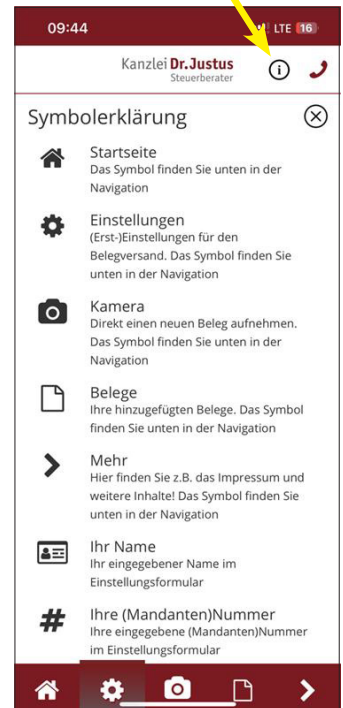 09:44
LTE 16
Kanzlei Dr. Justus
Steuerberater
Symbolerklärung
Startseite
Das Symbol finden Sie unten in der
Navigation
Einstellungen
(Erst-)Einstellungen für den
Belegversand. Das Symbol finden Sie
unten in der Navigation
Kamera
Direkt einen neuen Beleg aufnehmen.
Das Symbol finden Sie unten in der
Navigation
Belege
Ihre hinzugefügten Belege. Das Symbol
finden Sie unten in der Navigation
Mehr
Hier finden Sie z.B. das Impressum und
weitere Inhalte! Das Symbol finden Sie
unten in der Navigation
Ihr Name
Ihr eingegebener Name im
Einstellungsformular
#
Ihre (Mandanten)Nummer
Ihre eingegebene (Mandanten)Nummer
im Einstellungsformular